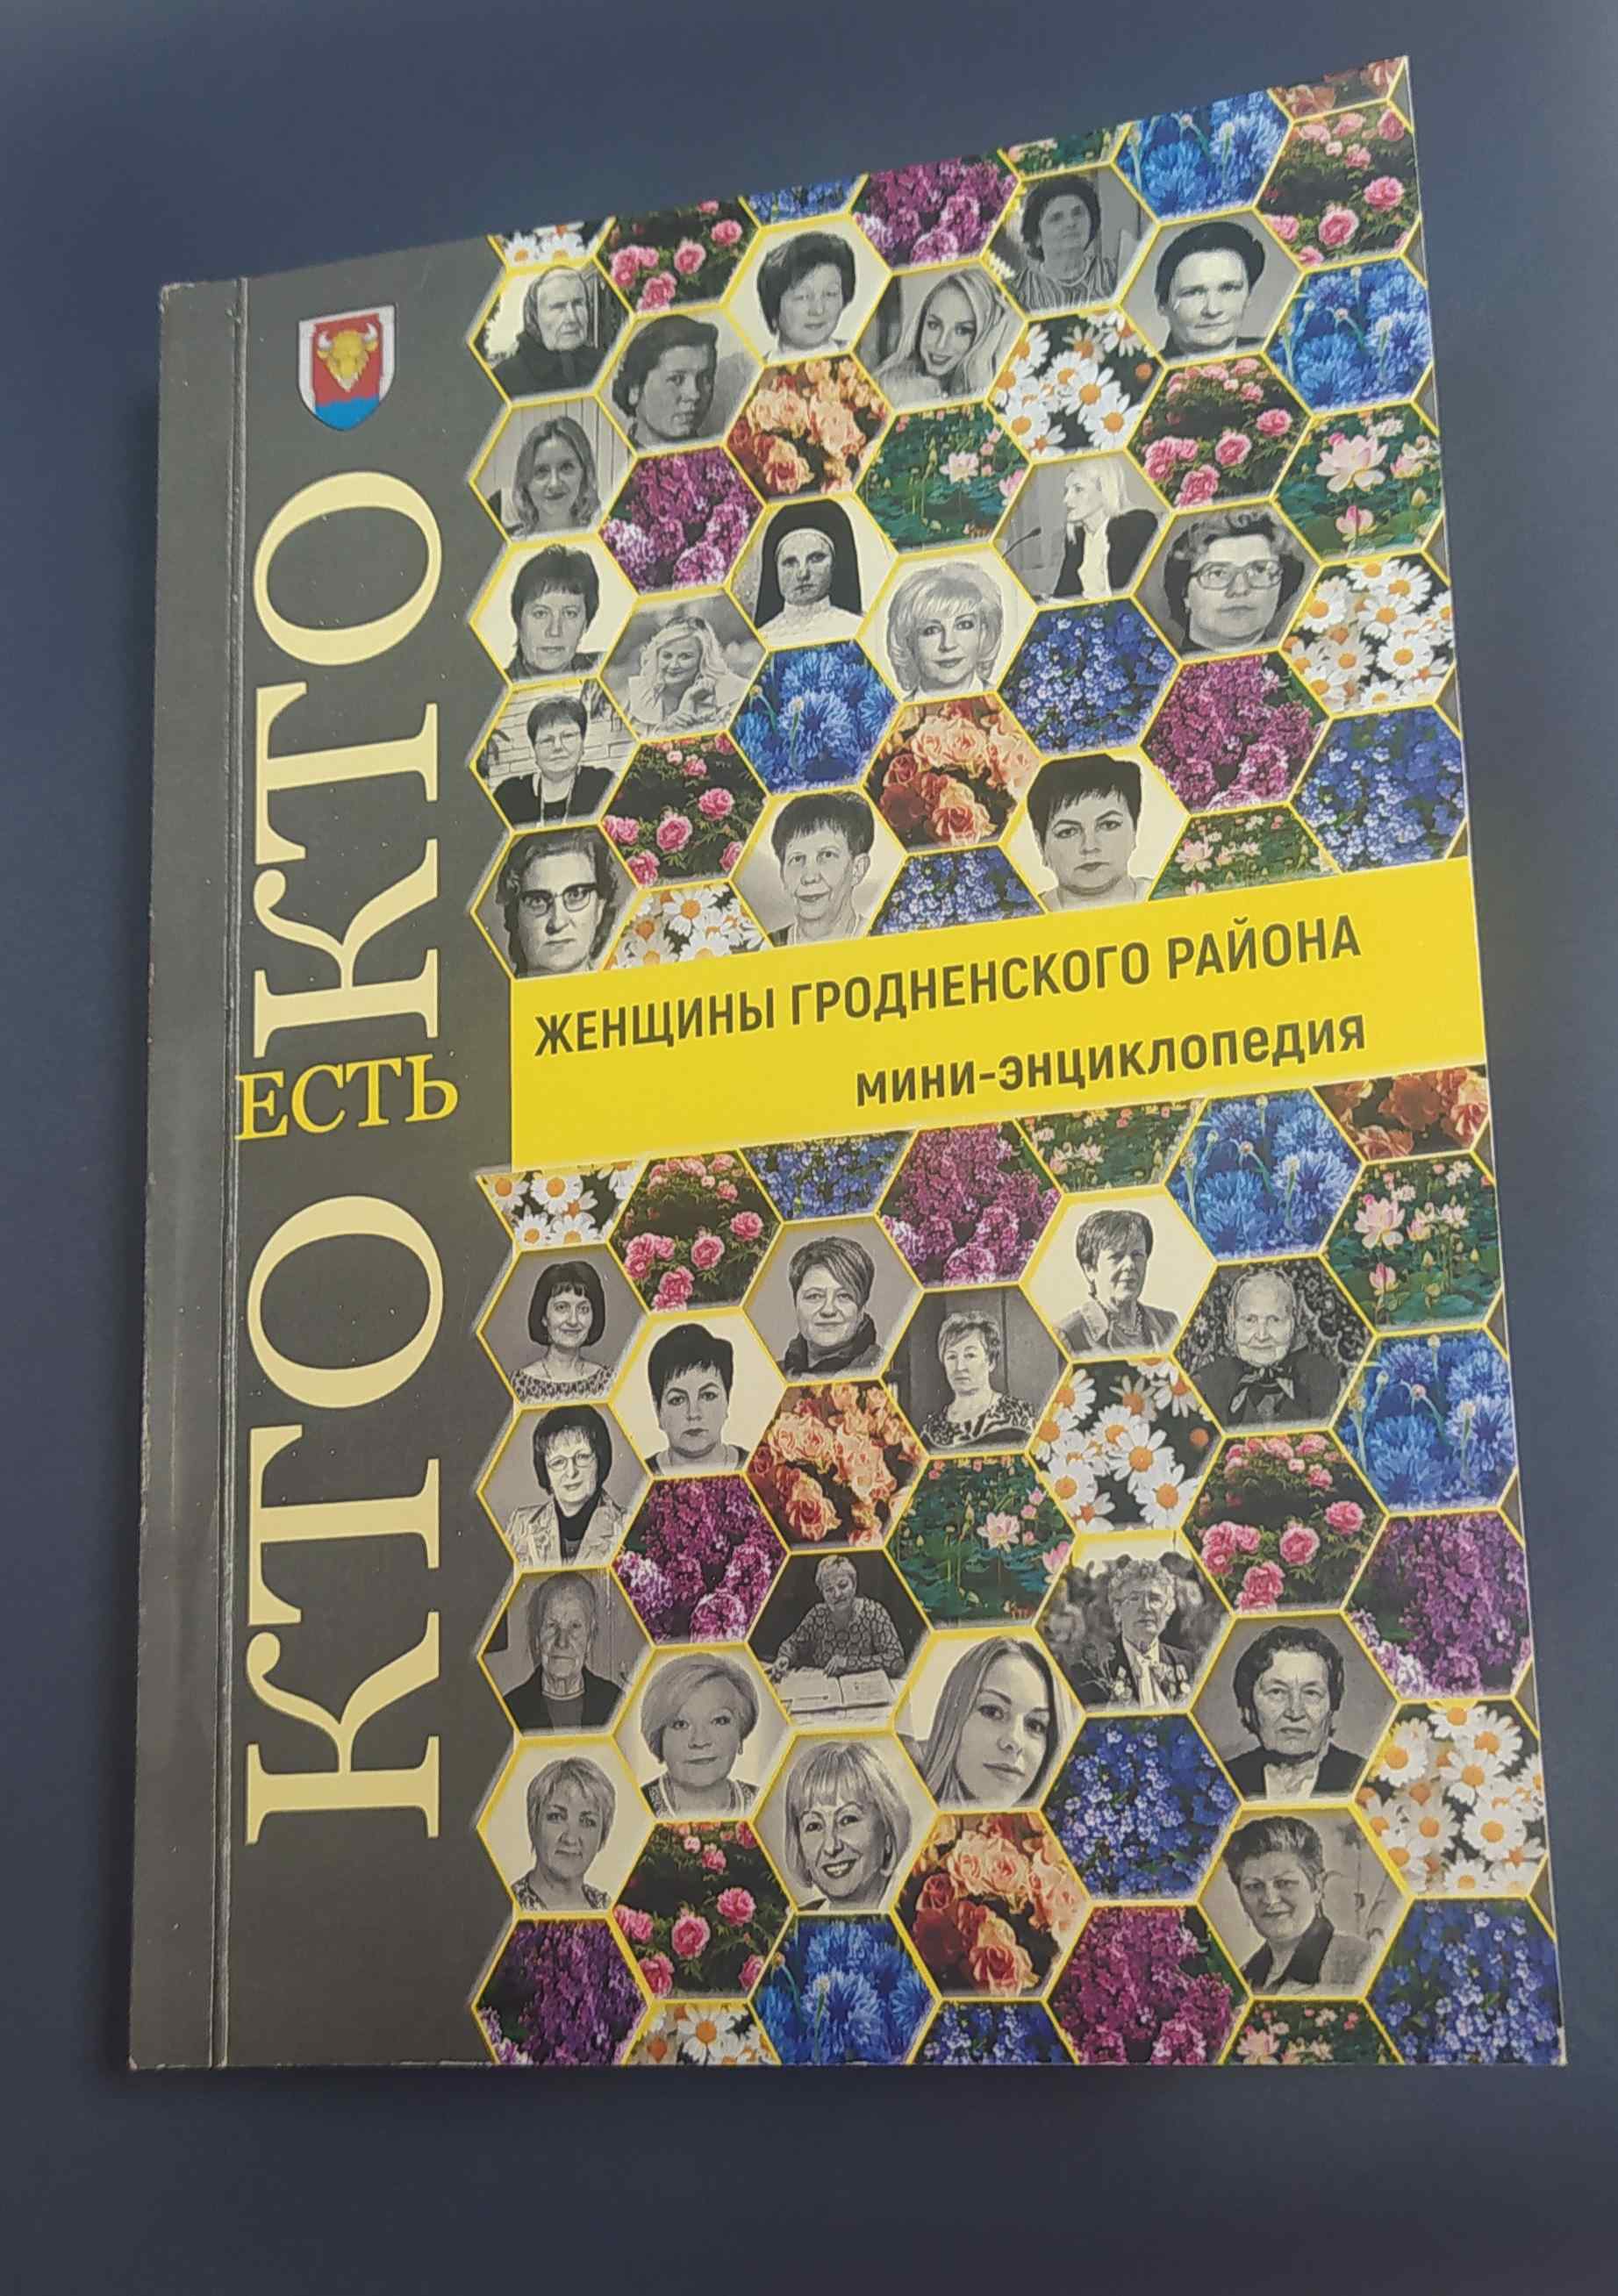 КТО ЕСТЬ КТО
ЖЕНЩИНЫ ГРОДНЕНСКОГО РАЙОНА
МИНИ-ЭНЦИКЛОПЕДИЯ